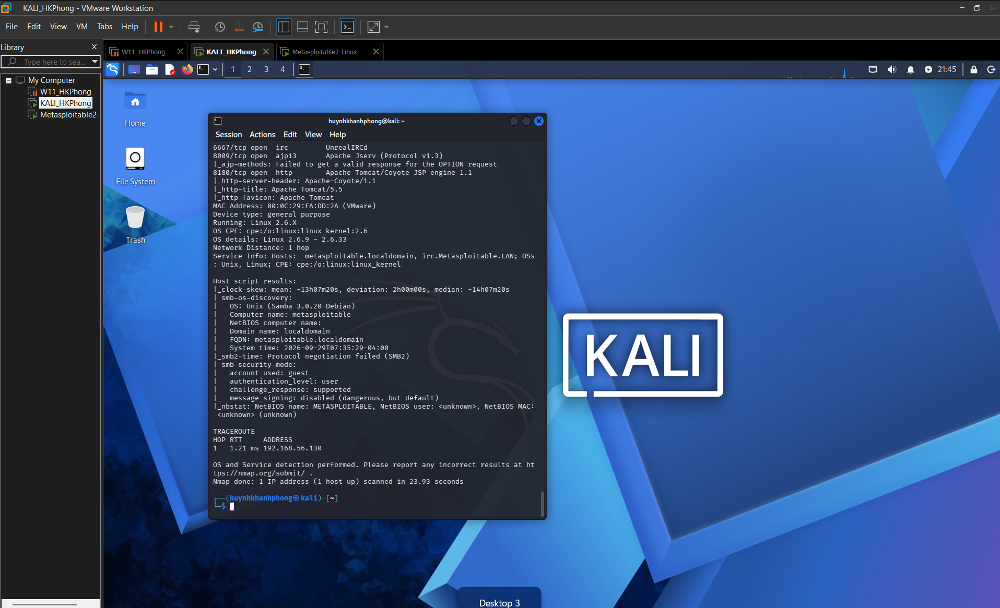 KALI_HKPhong - VMware Workstation
File Edit View VM Tabs Help
Library
Type here to sea...
My Computer
W11_HKPhong
KALI_HKPhong
Metasploitable2-
W11_HKPhong
KALI_HKPhong
Metasploitable2-Linux
1 2 3 4
21:45
Home
File System
Trash
huynhkhanhphong@kali: ~
Session Actions Edit View Help
6667/tcp open  irc         UnrealIRCd
8009/tcp open  ajp13       Apache Jserv (Protocol v1.3)
|_ajp-methods: Failed to get a valid response for the OPTION request
8180/tcp open  http        Apache Tomcat/Coyote JSP engine 1.1
|_http-server-header: Apache-Coyote/1.1
|_http-title: Apache Tomcat/5.5
|_http-favicon: Apache Tomcat
MAC Address: 00:0C:29:FA:DD:2A (VMware)
Device type: general purpose
Running: Linux 2.6.X
OS CPE: cpe:/o:linux:linux_kernel:2.6
OS details: Linux 2.6.9 - 2.6.33
Network Distance: 1 hop
Service Info: Hosts:  metasploitable.localdomain, irc.Metasploitable.LAN; OSs
: Unix, Linux; CPE: cpe:/o:linux:linux_kernel
Host script results:
|_clock-skew: mean: -13h07m20s, deviation: 2h00m00s, median: -14h07m20s
| smb-os-discovery:
|   OS: Unix (Samba 3.0.20-Debian)
|   Computer name: metasploitable
|   NetBIOS computer name:
|   Domain name: localdomain
|   FQDN: metasploitable.localdomain
|_  System time: 2026-09-29T07:35:29-04:00
|_smb2-time: Protocol negotiation failed (SMB2)
| smb-security-mode:
|   account_used: guest
|   authentication_level: user
|   challenge_response: supported
|_  message_signing: disabled (dangerous, but default)
|_nbstat: NetBIOS name: METASPLOITABLE, NetBIOS user: <unknown>, NetBIOS MAC:
 <unknown> (unknown)
TRACEROUTE
HOP RTT     ADDRESS
1   1.21 ms 192.168.56.130
OS and Service detection performed. Please report any incorrect results at ht
tps://nmap.org/submit/ .
Nmap done: 1 IP address (1 host up) scanned in 23.93 seconds
┌──(huynhkhanhphong㉿kali)-[~]
└─$
KALI
Desktop 3